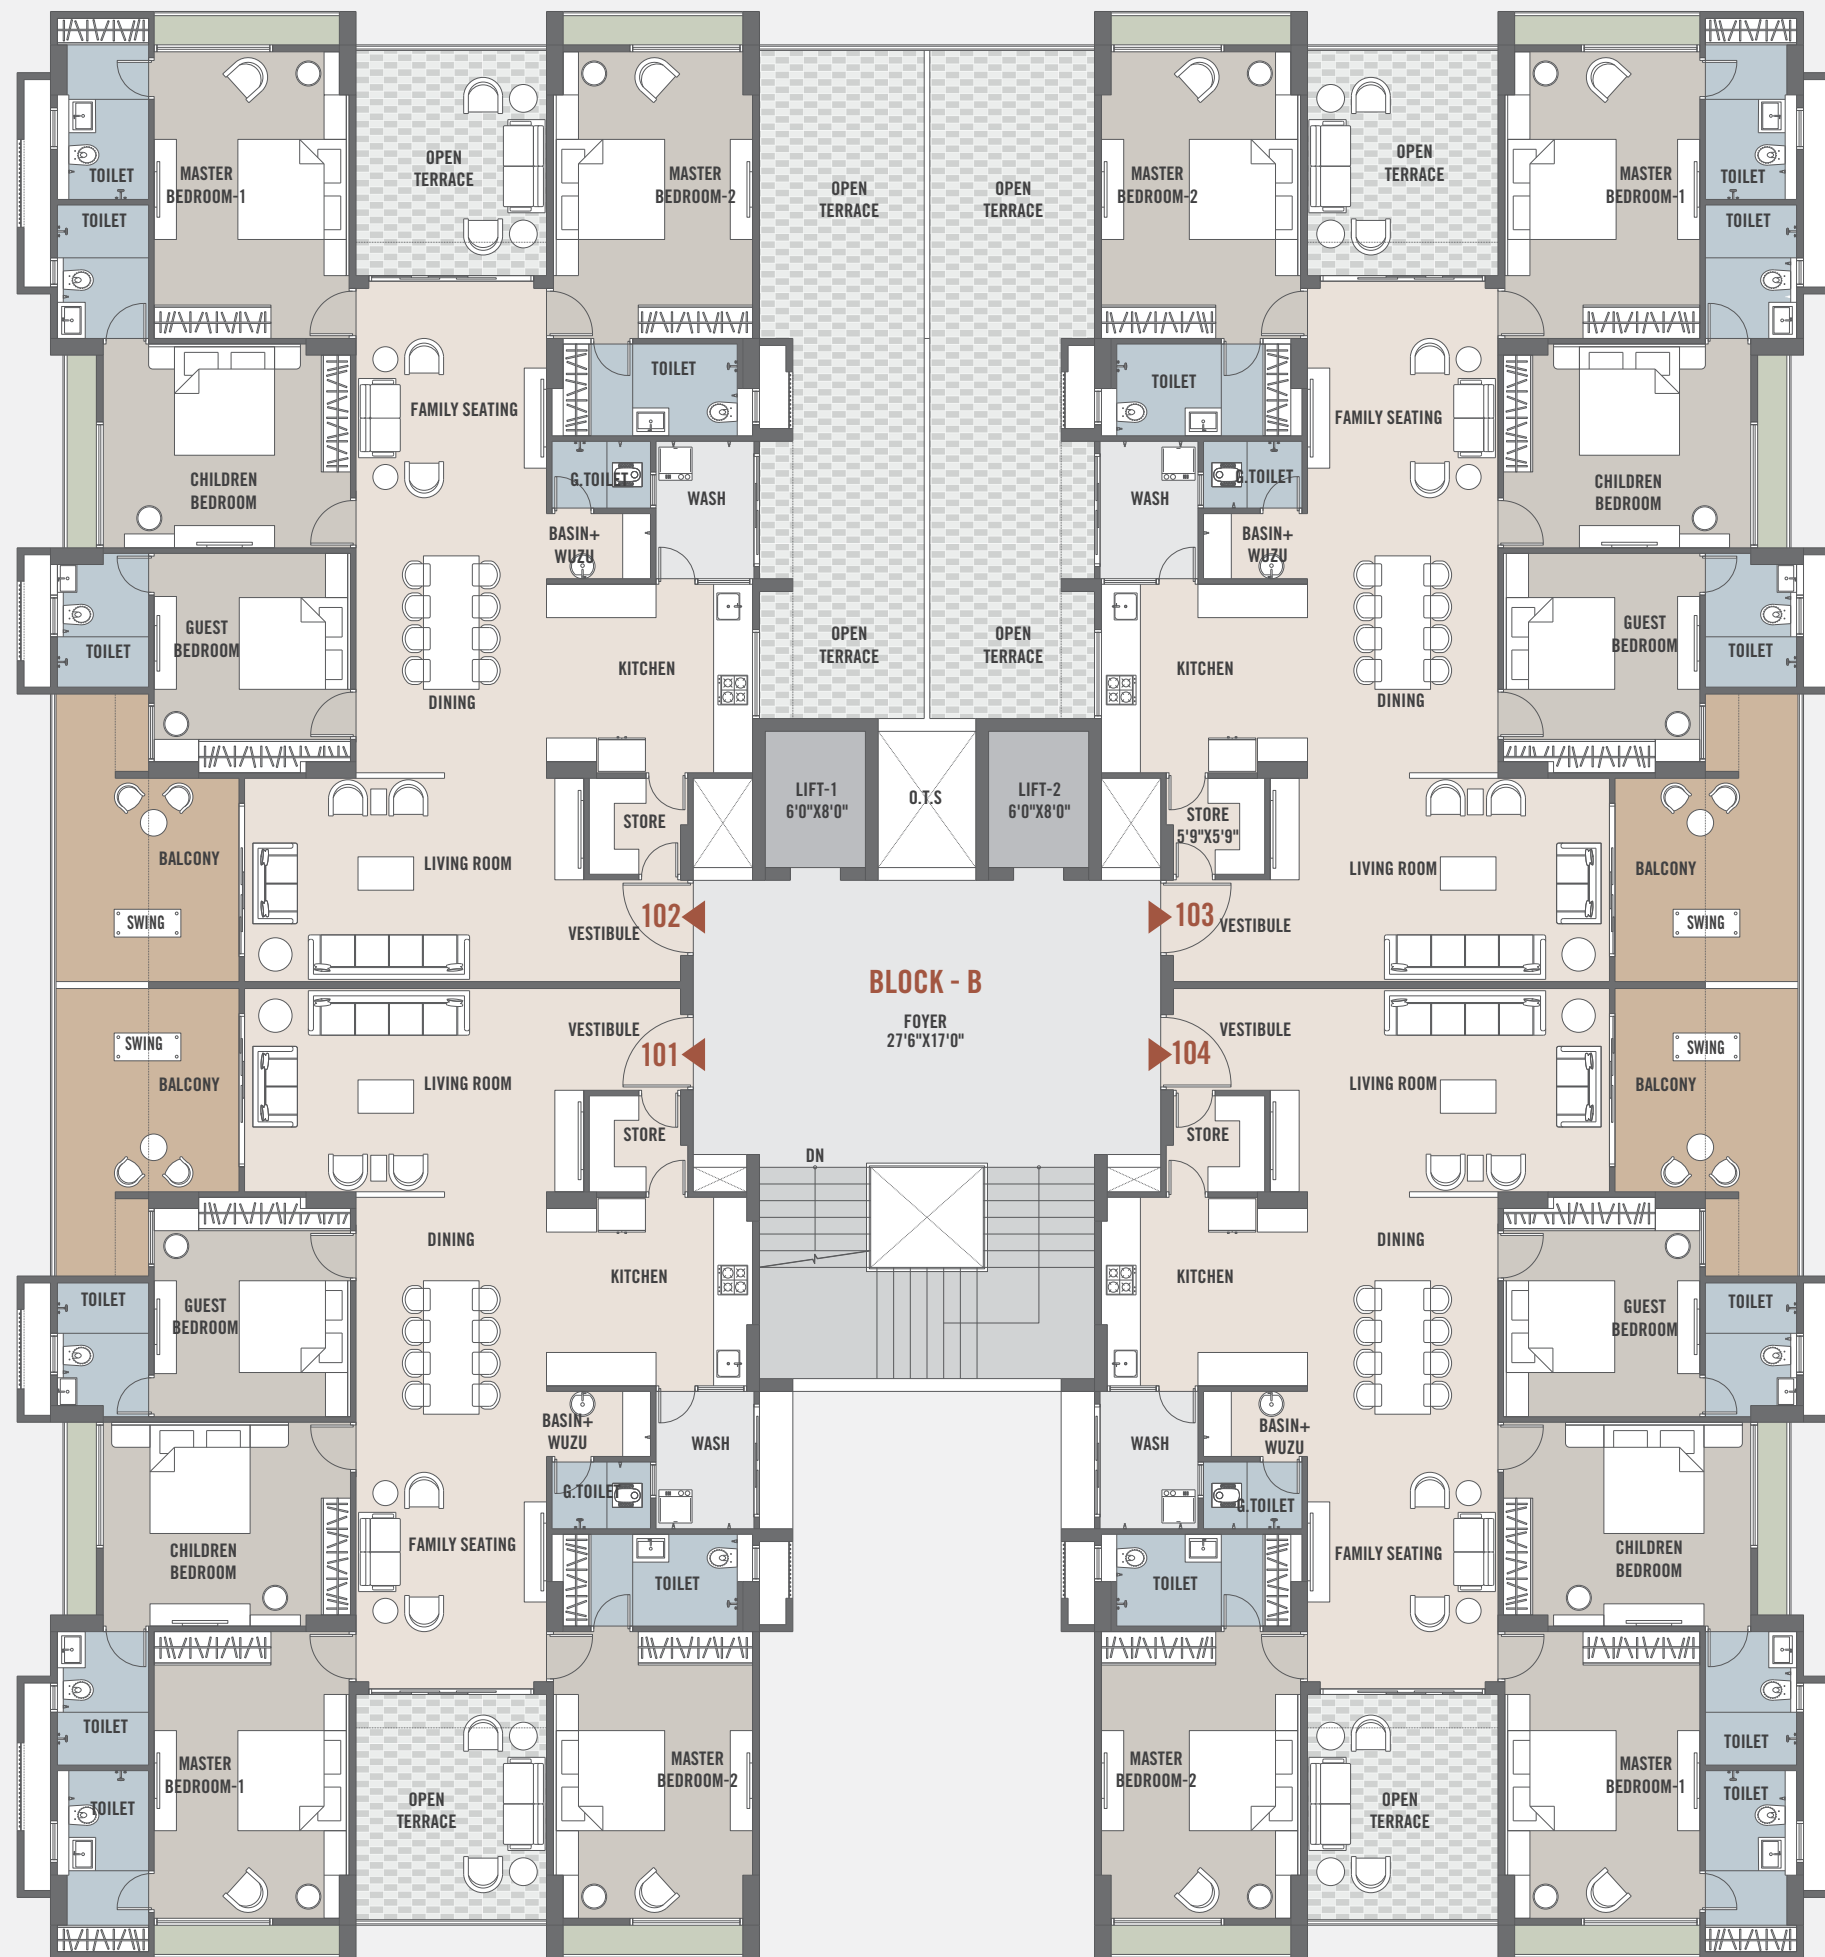 TOILET
MASTER
BEDROOM-1
OPEN
TERRACE
MASTER
BEDROOM-2
OPEN
TERRACE
OPEN
TERRACE
MASTER
BEDROOM-2
OPEN
TERRACE
MASTER
BEDROOM-1
TOILET
TOILET
TOILET
TOILET
TOILET
FAMILY SEATING
FAMILY SEATING
CHILDREN
BEDROOM
G.TOILET
WASH
WASH
G.TOILET
CHILDREN
BEDROOM
BASIN+
WUZU
BASIN+
WUZU
GUEST
BEDROOM
TOILET
OPEN
TERRACE
OPEN
TERRACE
GUEST
BEDROOM
TOILET
KITCHEN
KITCHEN
DINING
DINING
LIFT-1
6'0"X8'0"
O.T.S
LIFT-2
6'0"X8'0"
STORE
STORE
5'9"X5'9"
BALCONY
LIVING ROOM
LIVING ROOM
BALCONY
SWING
102
VESTIBULE
103
VESTIBULE
SWING
BLOCK - B
FOYER
27'6"X17'0"
SWING
VESTIBULE
101
VESTIBULE
104
SWING
BALCONY
LIVING ROOM
LIVING ROOM
BALCONY
STORE
STORE
DN
DINING
DINING
KITCHEN
KITCHEN
TOILET
GUEST
BEDROOM
GUEST
BEDROOM
TOILET
BASIN+
WUZU
WASH
WASH
BASIN+
WUZU
G.TOILET
G.TOILET
CHILDREN
BEDROOM
FAMILY SEATING
FAMILY SEATING
CHILDREN
BEDROOM
TOILET
TOILET
TOILET
TOILET
MASTER
BEDROOM-1
MASTER
BEDROOM-2
MASTER
BEDROOM-2
MASTER
BEDROOM-1
TOILET
OPEN
TERRACE
OPEN
TERRACE
TOILET